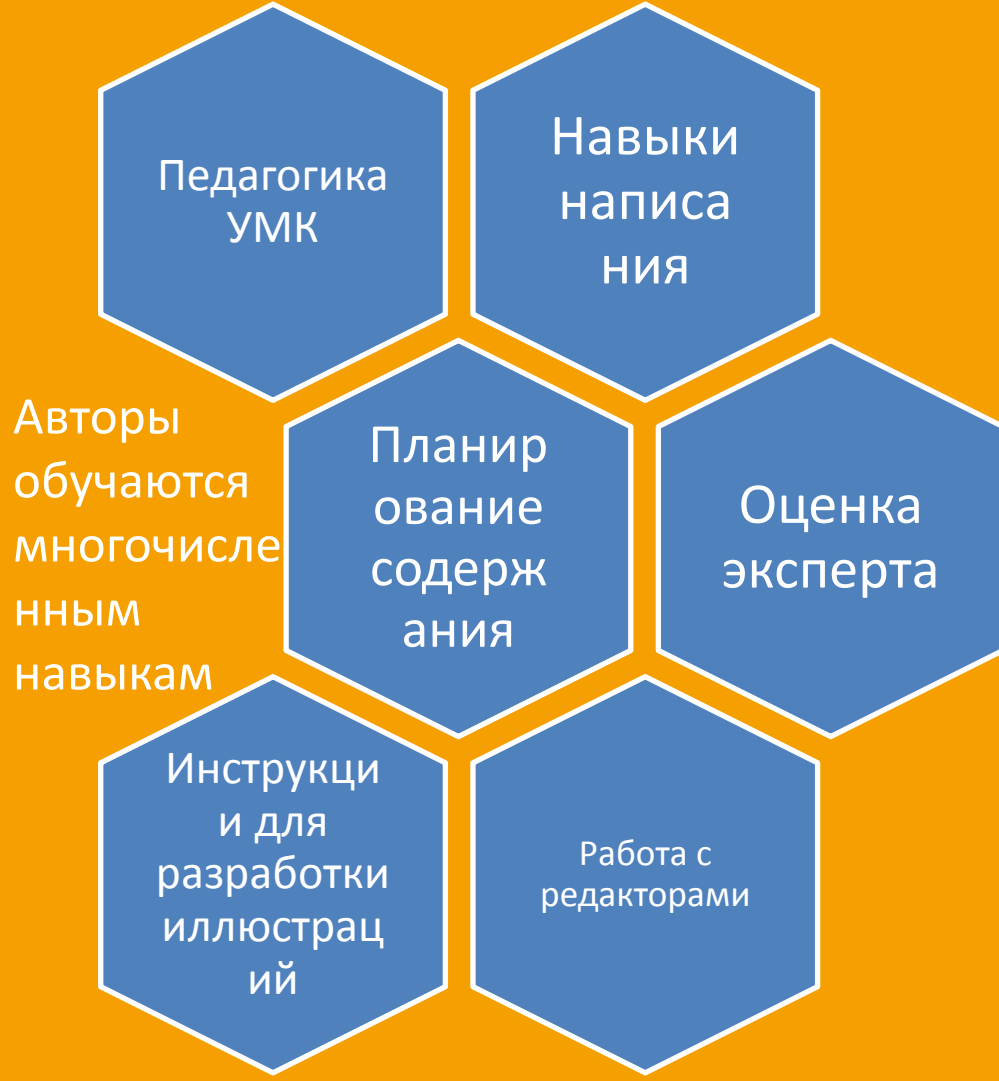 Педагогика
УМК
Навыки
написа
ния
Авторы
обучаются
многочисле
нным
навыкам
Планир
ование
содерж
ания
Оценка
эксперта
Инструкци
и для
разработки
иллюстрац
ий
Работа с
редакторами